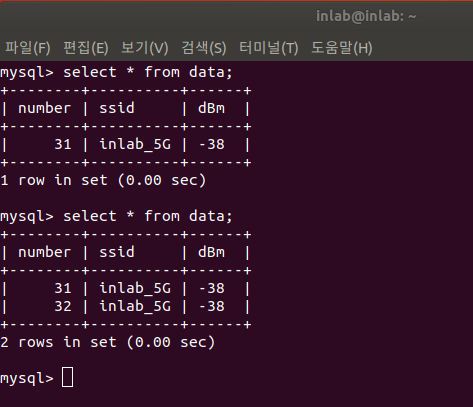 inlab@inlab: ~
파일(F) 편집(E) 보기(V) 검색(S) 터미널(T) 도움말(H)
mysql> select * from data;
+--------+----------+------+
| number | ssid     | dBm  |
+--------+----------+------+
|     31 | inlab_5G | -38  |
+--------+----------+------+
1 row in set (0.00 sec)
mysql> select * from data;
+--------+----------+------+
| number | ssid     | dBm  |
+--------+----------+------+
|     31 | inlab_5G | -38  |
|     32 | inlab_5G | -38  |
+--------+----------+------+
2 rows in set (0.00 sec)
mysql>